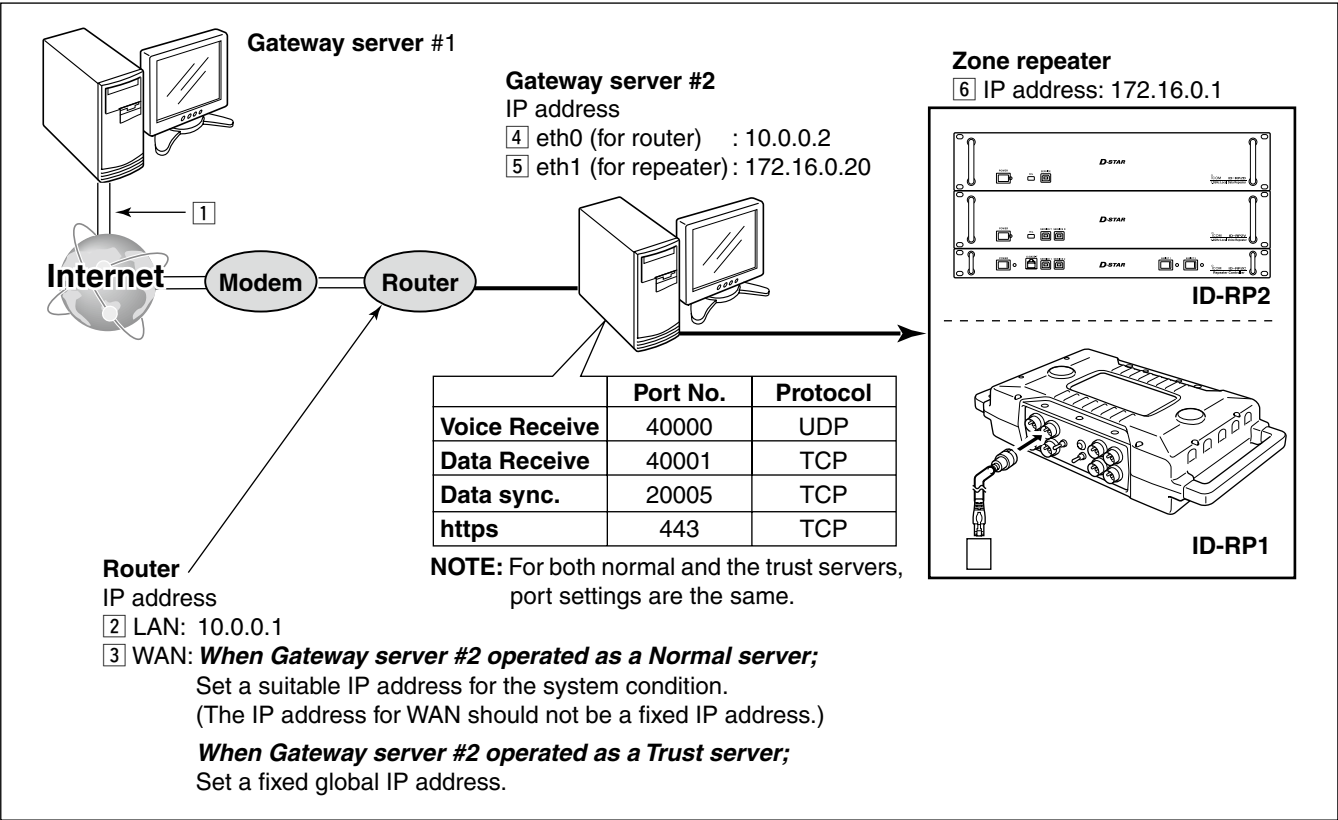 Gateway server #1
Gateway server #2
IP address
4 eth0 (for router) : 10.0.0.2
5 eth1 (for repeater) : 172.16.0.20
Zone repeater
6 IP address: 172.16.0.1
D-STAR
D-STAR
D-STAR
ID-RP2
ID-RP1
1
Internet
Modem
Router
Port No. Protocol
Voice Receive 40000 UDP
Data Receive 40001 TCP
Data sync. 20005 TCP
https 443 TCP
NOTE: For both normal and the trust servers,
port settings are the same.
Router
IP address
2 LAN: 10.0.0.1
3 WAN: When Gateway server #2 operated as a Normal server;
Set a suitable IP address for the system condition.
(The IP address for WAN should not be a fixed IP address.)
When Gateway server #2 operated as a Trust server;
Set a fixed global IP address.